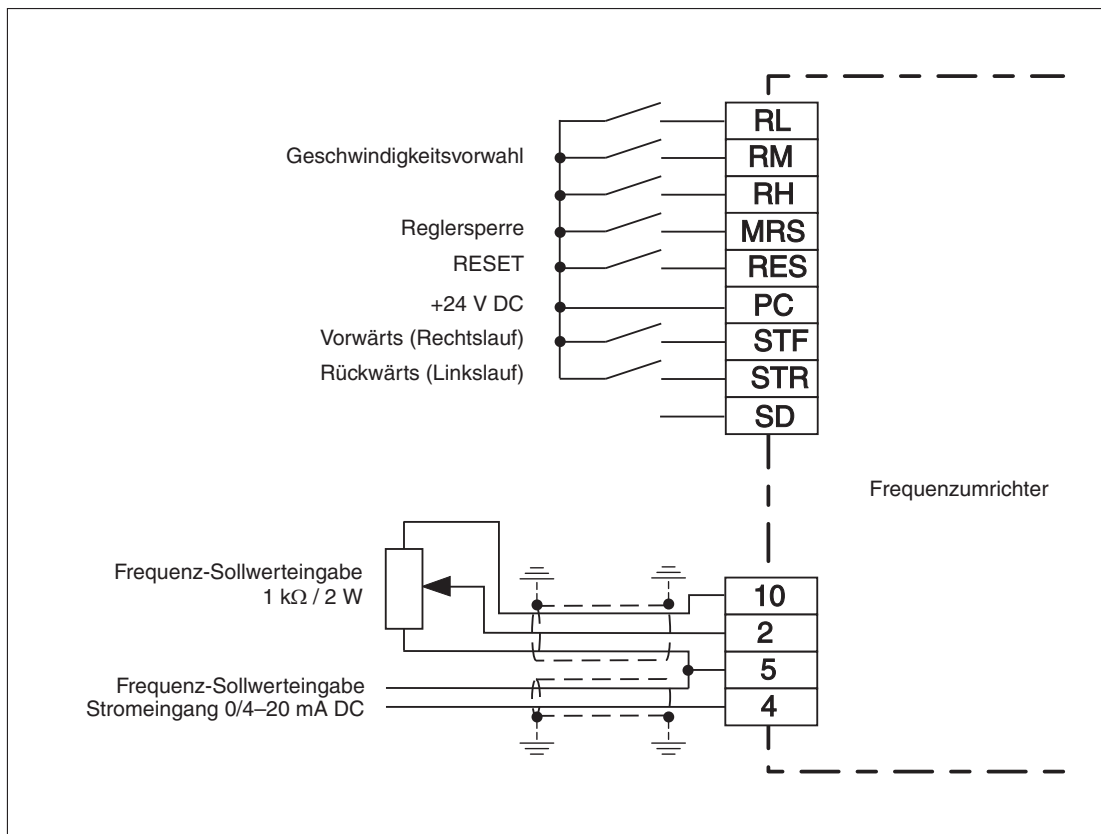 RL
Geschwindigkeitsvorwahl
RM
RH
Reglersperre
MRS
RESET
RES
+24 V DC
PC
Vorwärts (Rechtslauf)
STF
Rückwärts (Linkslauf)
STR
SD
Frequenzumrichter
Frequenz-Sollwerteingabe
1 kΩ / 2 W
10
2
5
Frequenz-Sollwerteingabe
Stromeingang 0/4–20 mA DC
4